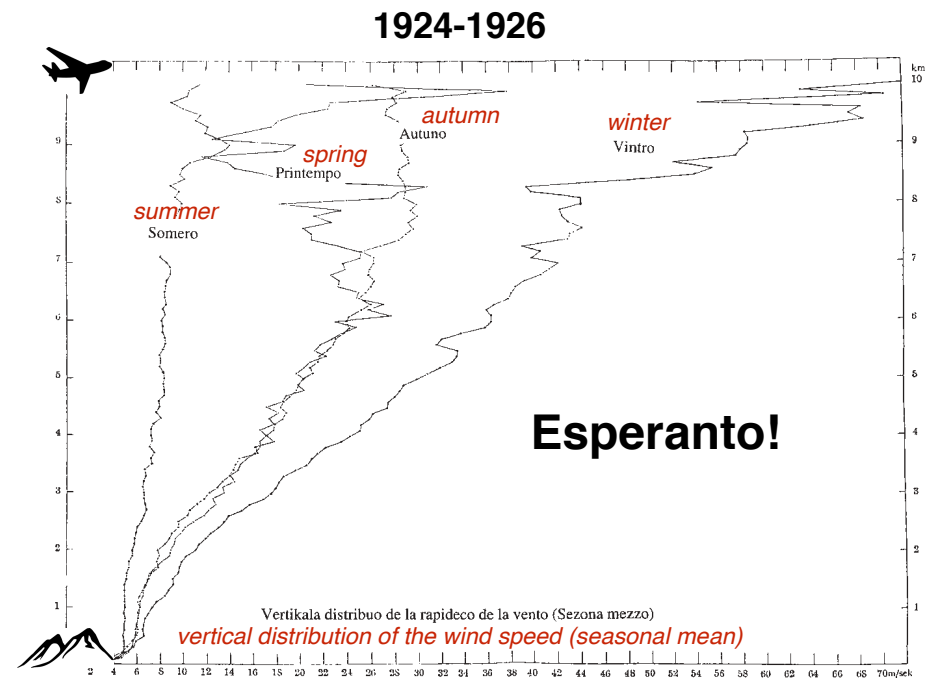 1924-1926
km
10
autumn
Autuno
winter
Vintro
9
9
spring
Printempo
8
8
summer
Somero
7
7
6
6
5
5
Esperanto!
4
4
3
3
2
2
1
1
Vertikala distribuo de la rapideco de la vento (Sezona mezzo)
vertical distribution of the wind speed (seasonal mean)
2 4 6 8 10 12 14 16 18 20 22 24 26 28 30 32 34 36 38 40 42 44 46 48 50 52 54 56 58 60 62 64 66 68 70m/sek